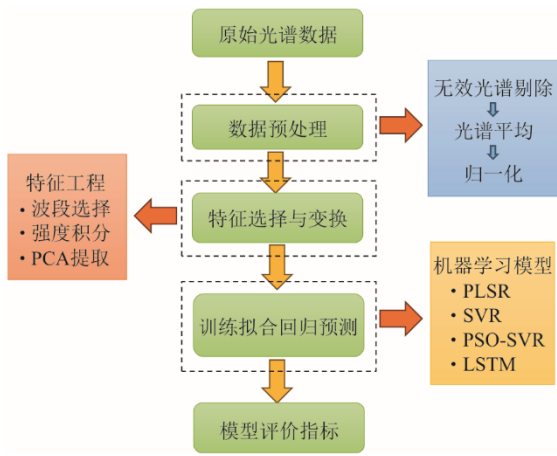 原始光谱数据
数据预处理
无效光谱剔除
光谱平均
归一化
特征选择与变换
特征工程
·波段选择
·强度积分
·PCA提取
训练拟合回归预测
机器学习模型
·PLSR
·SVR
·PSO-SVR
·LSTM
模型评价指标